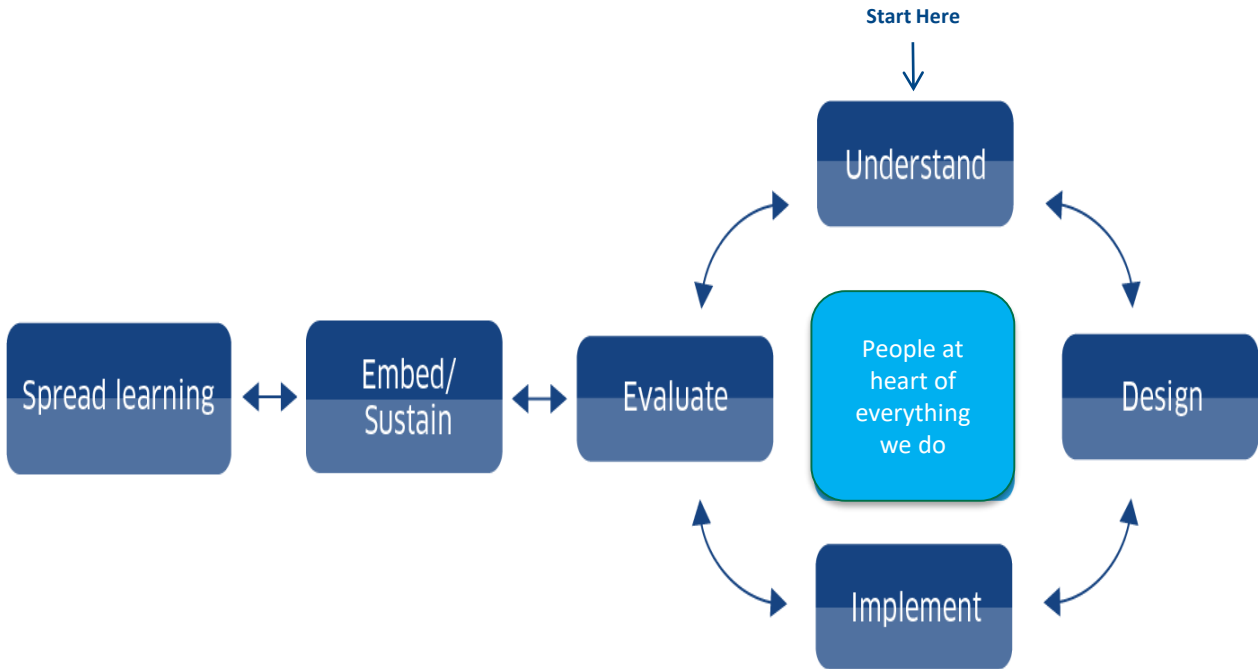 Start Here
Understand
Spread learning
Embed/
Sustain
Evaluate
People at
heart of
everything
we do
Design
Implement